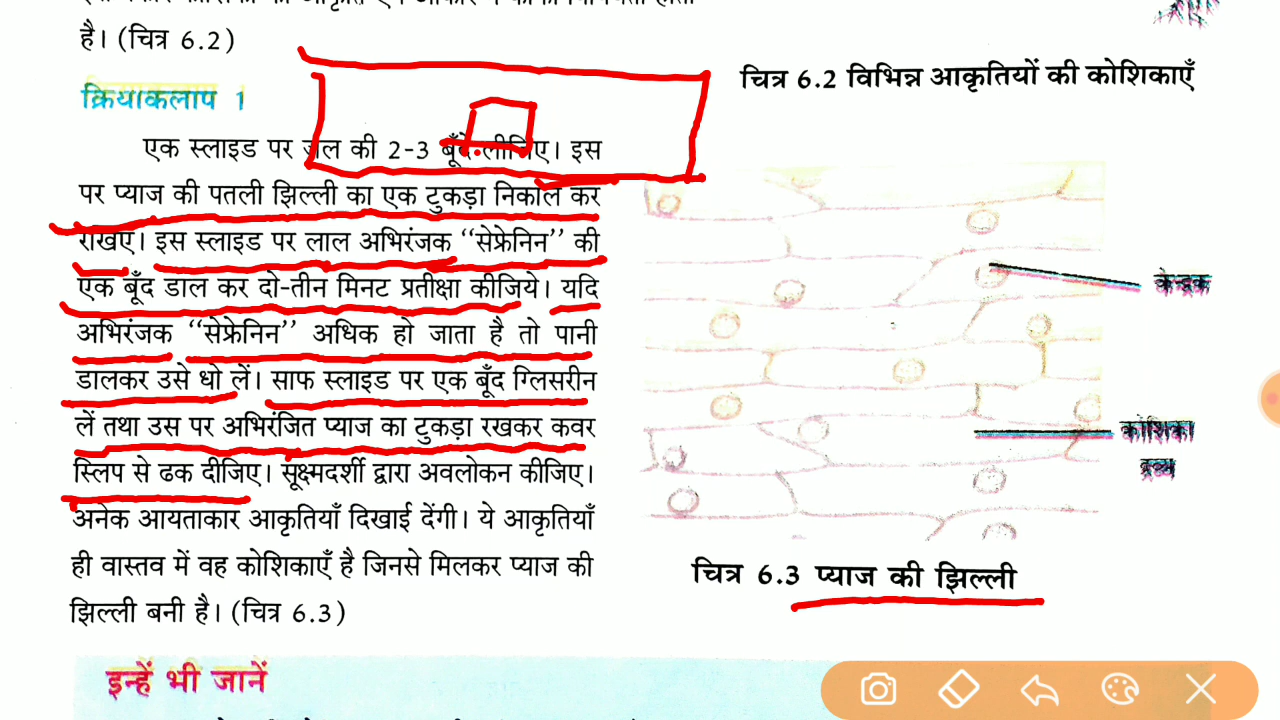 है। (चित्र 6.2)
क्रियाकलाप 1
एक स्लाइड पर जल की 2-3 बूँदें लीजिए। इस
पर प्याज की पतली झिल्ली का एक टुकड़ा निकाल कर
राखिए। इस स्लाइड पर लाल अभिरंजक “सेफ्रेनिन” की
एक बूँद डाल कर दो-तीन मिनट प्रतीक्षा कीजिये। यदि
अभिरंजक “सेफ्रेनिन” अधिक हो जाता है तो पानी
डालकर उसे धो लें। साफ स्लाइड पर एक बूँद ग्लिसरीन
लें तथा उस पर अभिरंजित प्याज का टुकड़ा रखकर कवर
स्लिप से ढक दीजिए। सूक्ष्मदर्शी द्वारा अवलोकन कीजिए।
अनेक आयताकार आकृतियाँ दिखाई देंगी। ये आकृतियाँ
ही वास्तव में वह कोशिकाएँ है जिनसे मिलकर प्याज की
झिल्ली बनी है। (चित्र 6.3)
चित्र 6.2 विभिन्न आकृतियों की कोशिकाएँ
केन्द्रक
कोशिका
द्रव्य
चित्र 6.3 प्याज की झिल्ली
इन्हें भी जानें